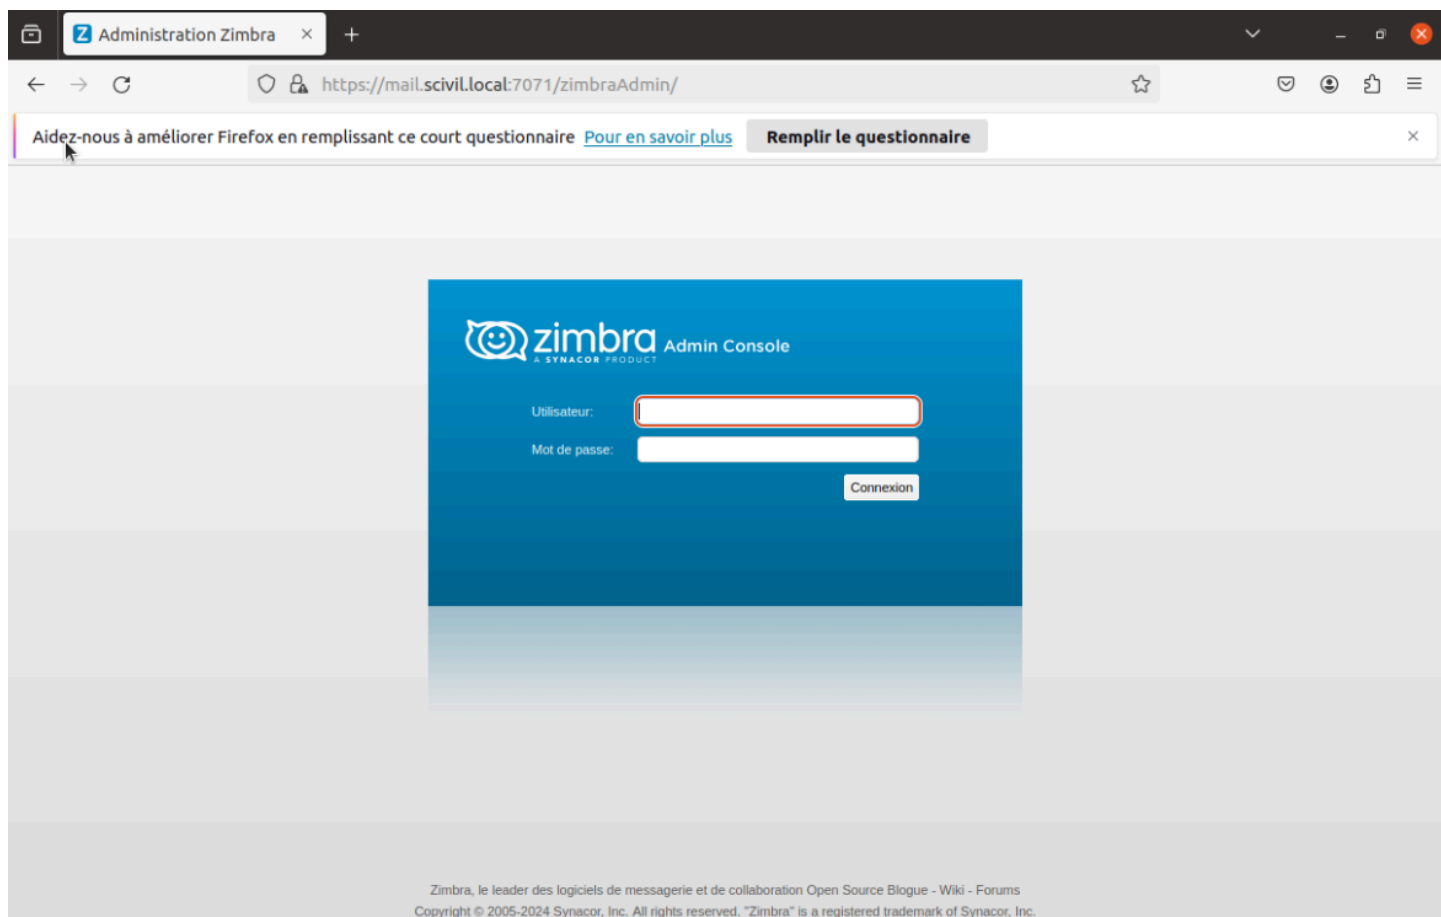 Administration Zimbra
https://mail.scivil.local:7071/zimbraAdmin/
Aidez-nous à améliorer Firefox en remplissant ce court questionnaire Pour en savoir plus Remplir le questionnaire
zimbra Admin Console
A SYNACOR PRODUCT
Utilisateur:
Mot de passe:
Connexion
Zimbra, le leader des logiciels de messagerie et de collaboration Open Source Blogue - Wiki - Forums
Copyright © 2005-2024 Synacor, Inc. All rights reserved. "Zimbra" is a registered trademark of Synacor, Inc.